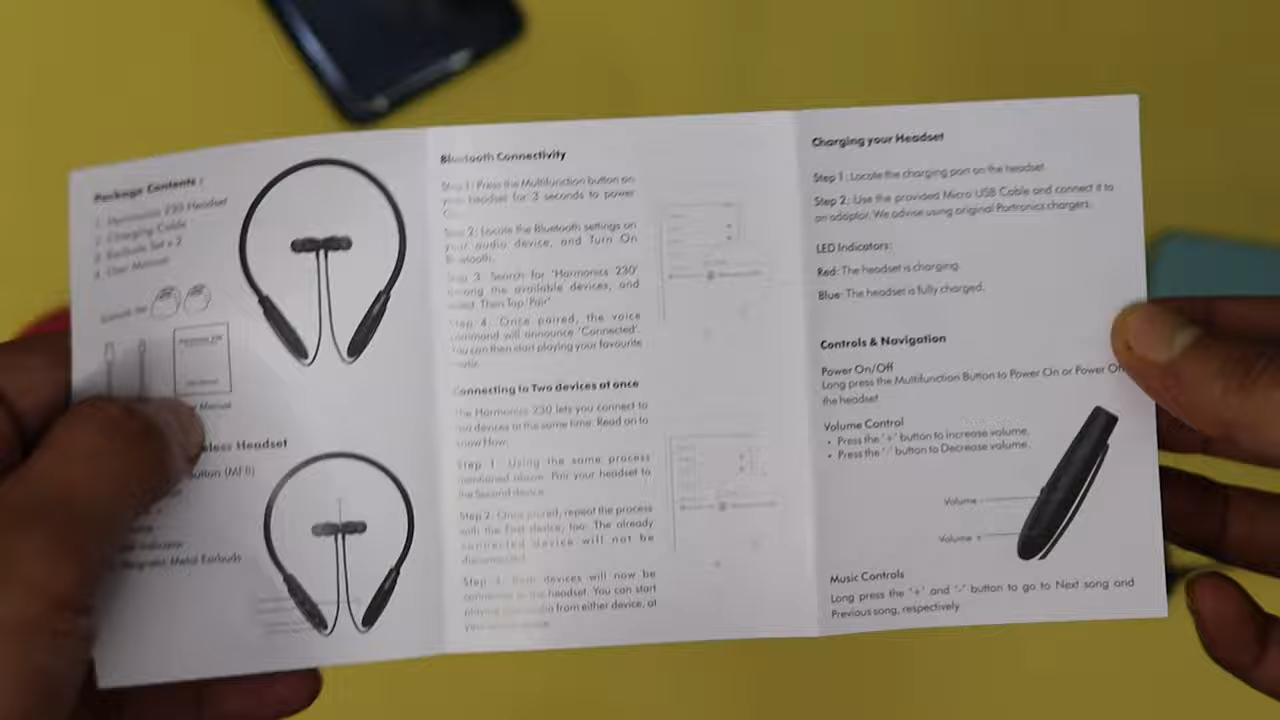 Package Contents :
1. Harmonics 230 Headset
2. Charging Cable
3. Earbuds Set x 2
4. User Manual
Manual
eless Headset
utton (MFB)
Indicator
Magnetic Metal Earbuds
Bluetooth Connectivity
Step 1: Press the Multifunction button on
your headset for 3 seconds to power
Step 2: Locate the Bluetooth settings on
your audio device, and Turn On
Bluetooth.
Step 3: Search for 'Harmonics 230'
among the available devices, and
select. Then Tap 'Pair'
Step 4: Once paired, the voice
command will announce 'Connected'.
You can then start playing your favourite
music.
Connecting to Two devices at once
The Harmonics 230 lets you connect to
two devices at the same time. Read on to
know How:
Step 1: Using the same process
mentioned above. Pair your headset to
the Second device.
Step 2: Once paired, repeat the process
with the First device, too. The already
connected device will not be
disconnected.
Step 3: Both devices will now be
connected to the headset. You can start
playing from either device, at
Charging your Headset
Step 1: Locate the charging port on the headset.
Step 2: Use the provided Micro USB Cable and connect it to
an adaptor. We advise using original Portronics chargers.
LED Indicators:
Red: The headset is charging.
Blue: The headset is fully charged.
Controls & Navigation
Power On/Off
Long press the Multifunction Button to Power On or Power Off
the headset
Volume Control
• Press the '+' button to increase volume.
• Press the '-' button to Decrease volume.
Volume -
Volume +
Music Controls
Long press the '+' and '-' button to go to Next song and
Previous song, respectively